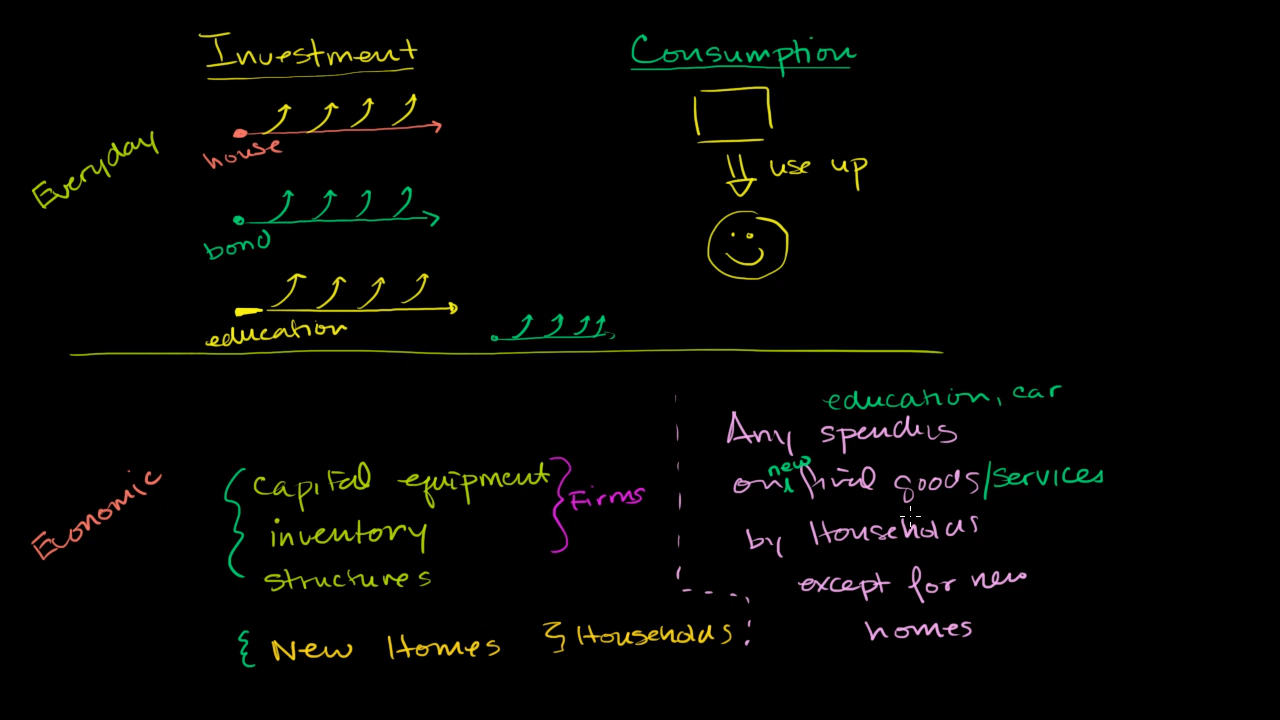 Investment
Consumption
Everyday
house
use up
bond
education
education, car
Any spending
on new final goods/services
by Households
except for new
homes
Economic
capital equipment
inventory
structures
Firms
New Homes
Households